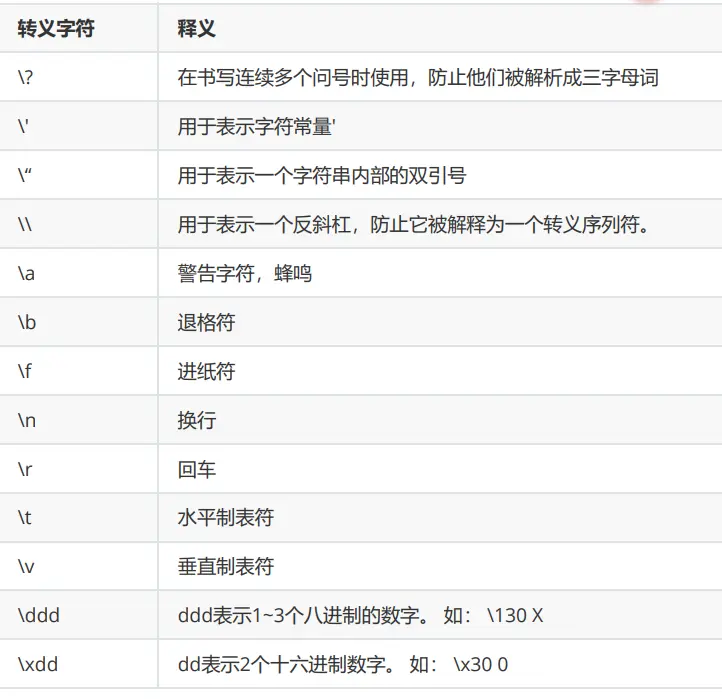 转义字符 释义
\? 在书写连续多个问号时使用，防止他们被解析成三字母词
\' 用于表示字符常量'
\“ 用于表示一个字符串内部的双引号
\\ 用于表示一个反斜杠，防止它被解释为一个转义序列符。
\a 警告字符，蜂鸣
\b 退格符
\f 进纸符
\n 换行
\r 回车
\t 水平制表符
\v 垂直制表符
\ddd ddd表示1~3个八进制的数字。 如： \130 X
\xdd dd表示2个十六进制数字。 如： \x30 0